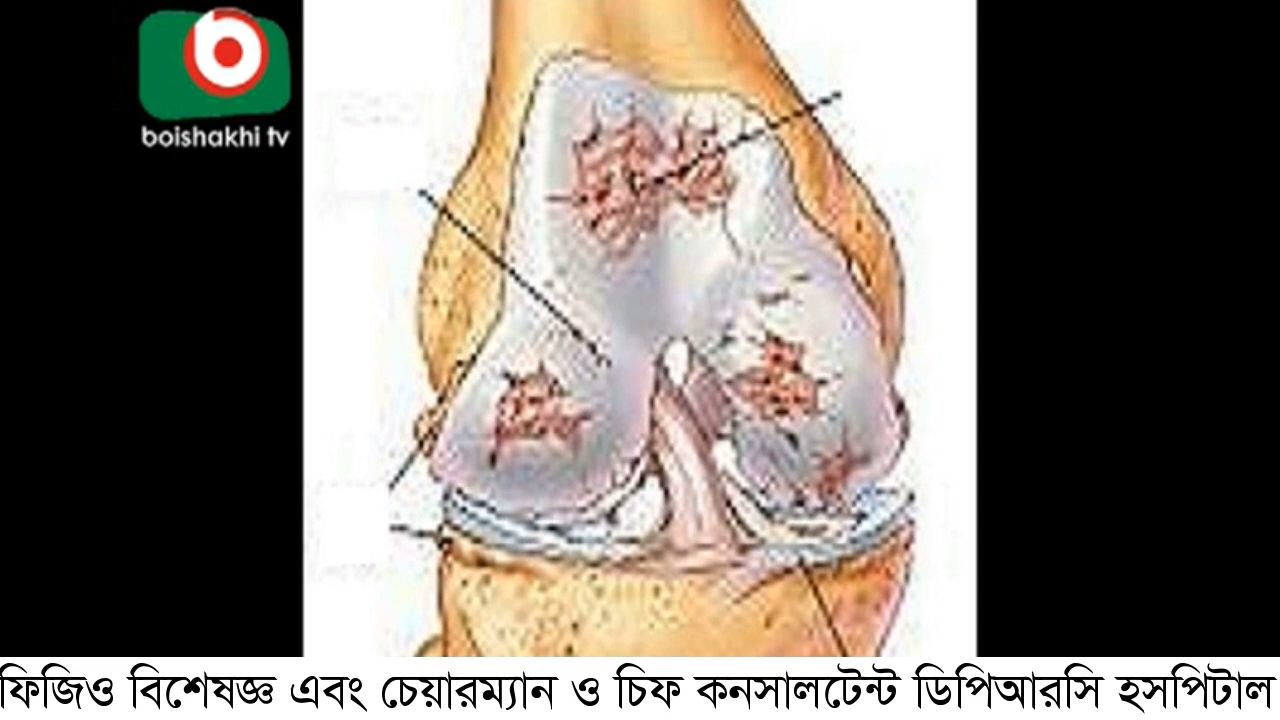 b
boishakhi tv
ফিজিও বিশেষজ্ঞ এবং চেয়ারম্যান ও চিফ কনসালটেন্ট ডিপিআরসি হসপিটাল